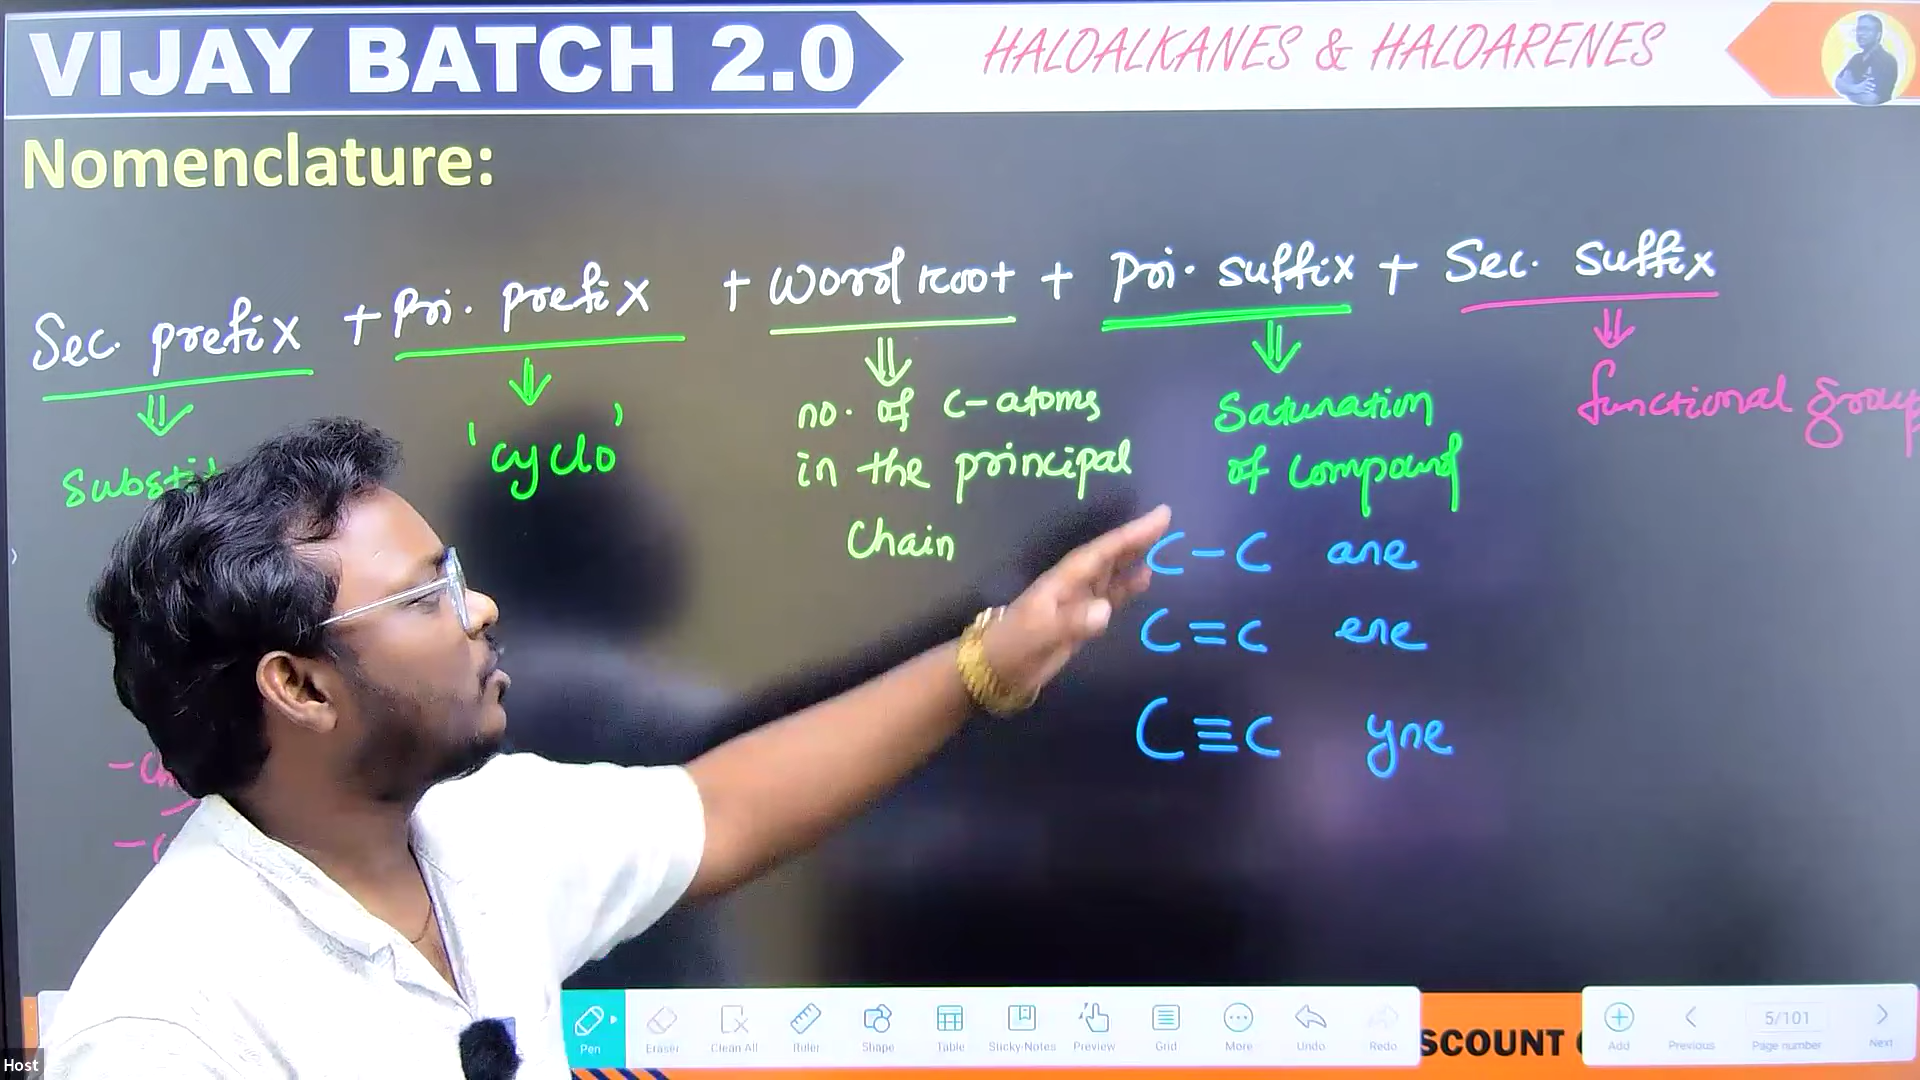 VIJAY BATCH 2.0
HALOALKANES & HALOARENES
Nomenclature:
Sec. prefix + Pri. prefix + Word root + Pri. suffix + Sec. suffix
'cyclo'
no. of C-atoms
in the principal
Chain
Saturation
of compound
functional group
C-C ane
C=C ene
C≡C yne
Pen
Eraser
Clean All
Ruler
Shape
Table
Sticky-Notes
Preview
Grid
More
Undo
Redo
SCOUNT
Add
Previous
5/101
Page number
Next
Host